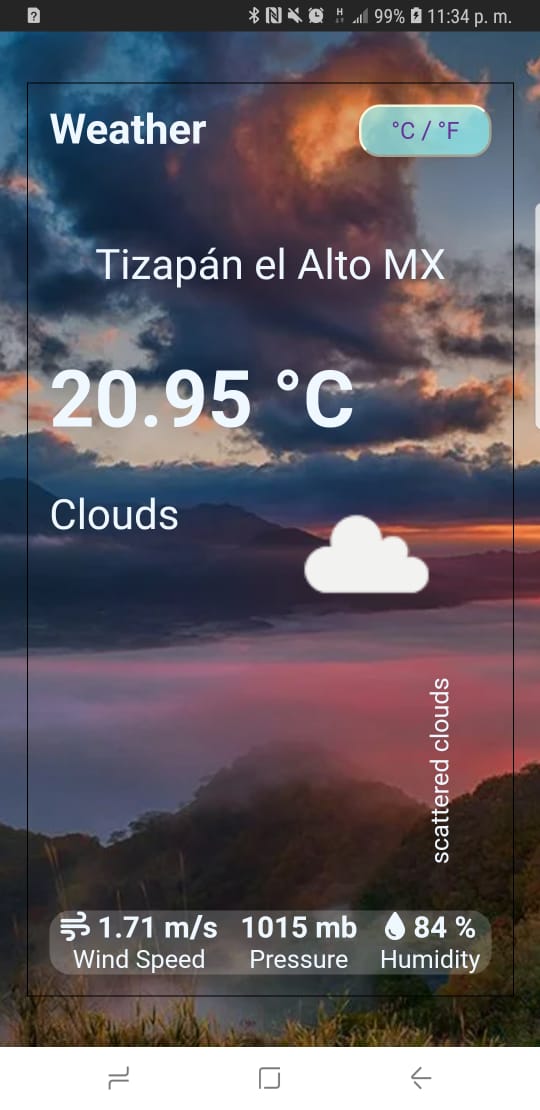 99% 11:34 p. m.
Weather
°C / °F
Tizapán el Alto MX
20.95 °C
Clouds
scattered clouds
1.71 m/s 1015 mb 84 %
Wind Speed Pressure Humidity